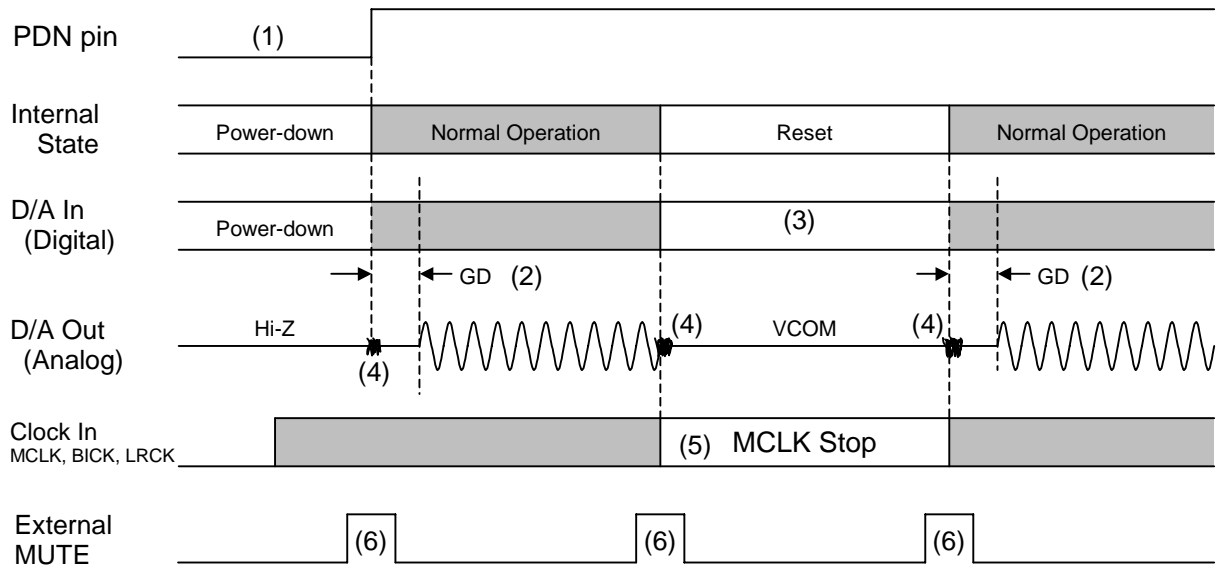 PDN pin
(1)
Internal
State
Power-down
Normal Operation
Reset
Normal Operation
D/A In
(Digital)
Power-down
(3)
GD (2)
GD (2)
D/A Out
(Analog)
Hi-Z
(4)
(4)
VCOM
(4)
Clock In
MCLK, BICK, LRCK
(5) MCLK Stop
External
MUTE
(6)
(6)
(6)